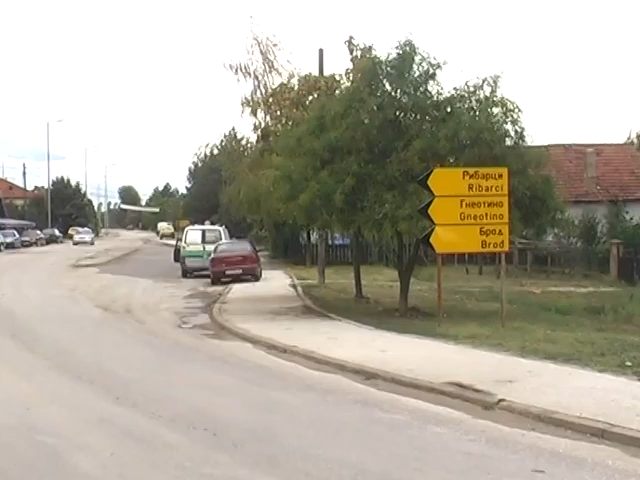 Рибарци
Ribarci
Гнеотино
Gneotino
Брод
Brod